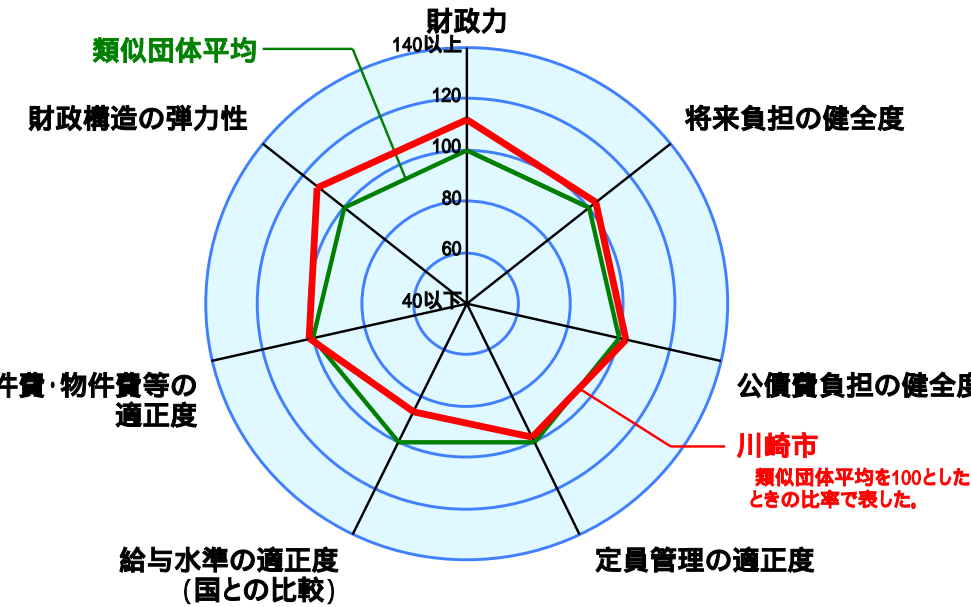 財政力
140以上
類似団体平均
120
財政構造の弾力性
将来負担の健全度
100
80
60
40以下
件費・物件費等の
適正度
公債費負担の健全度
川崎市
類似団体平均を100とした
ときの比率で表した。
給与水準の適正度
(国との比較)
定員管理の適正度